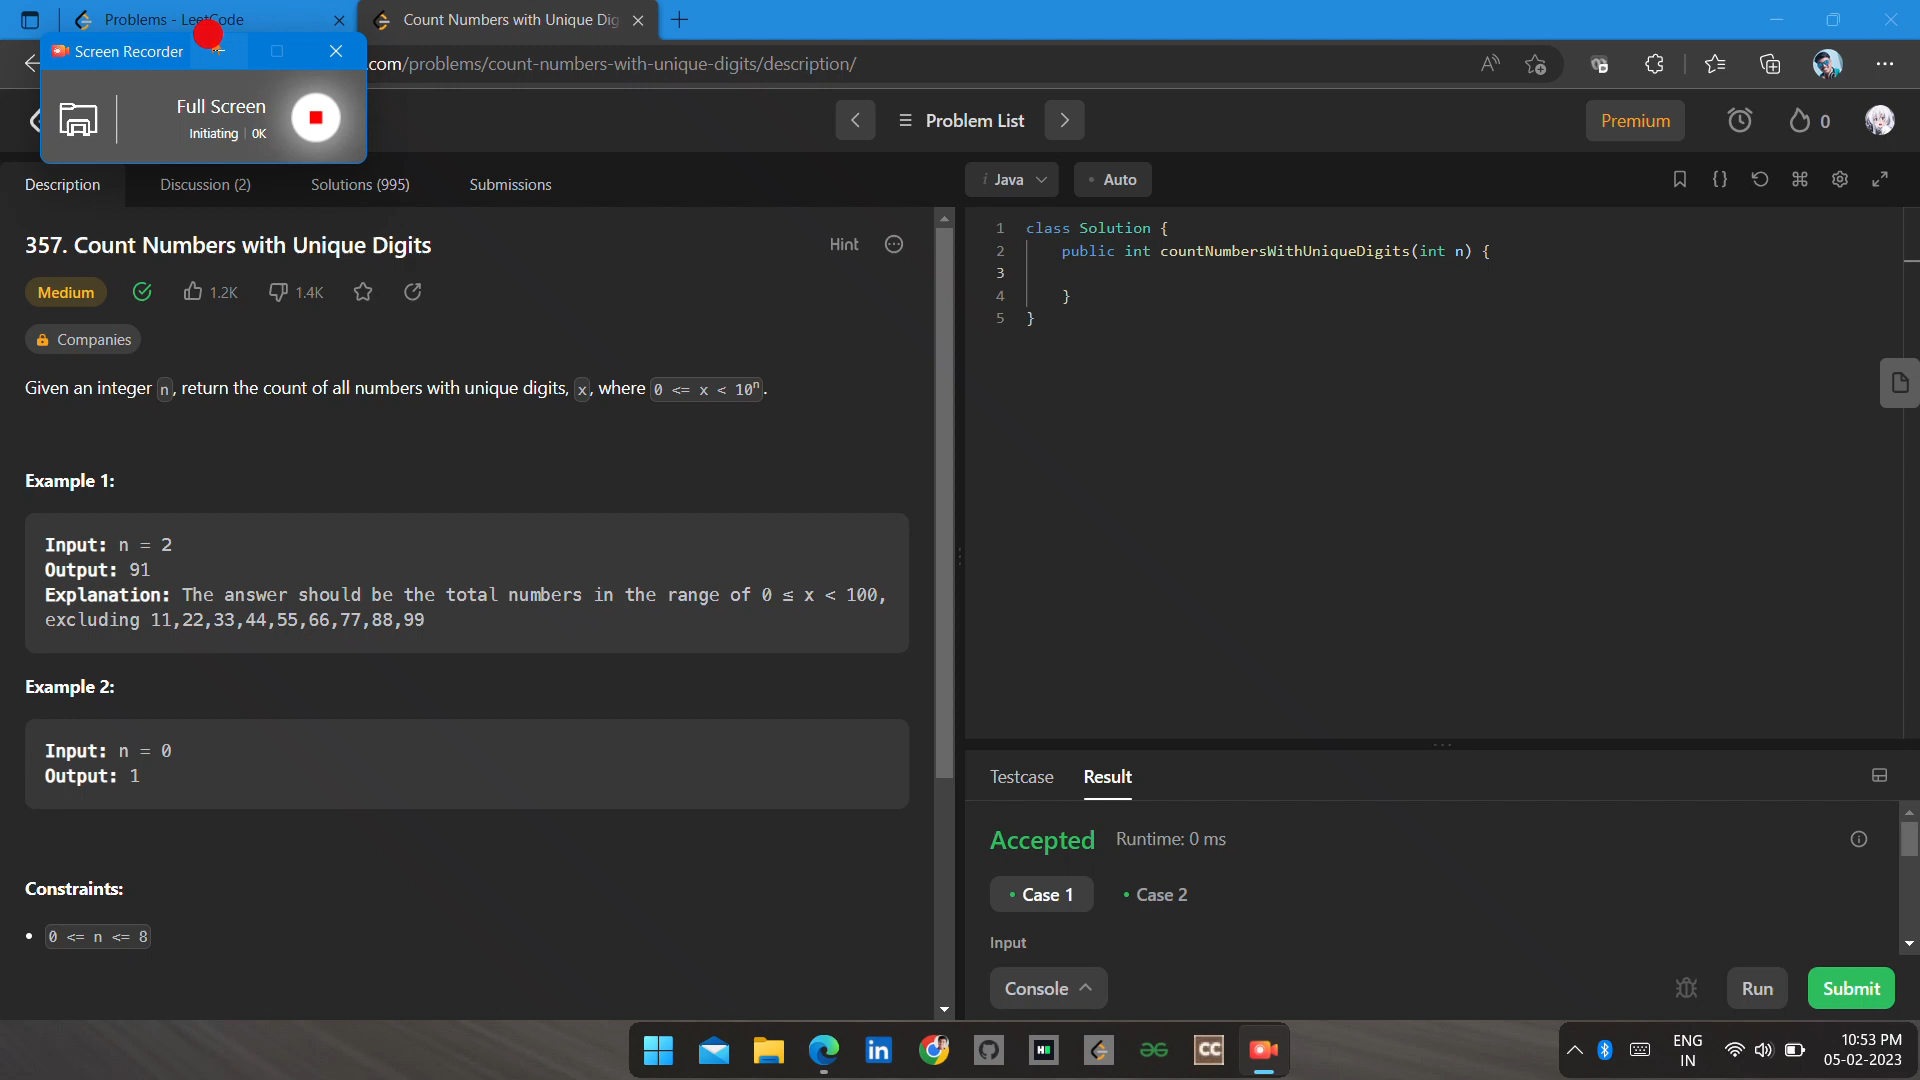 Problems - LeetCode
Count Numbers with Unique Dig
Screen Recorder
.com/problems/count-numbers-with-unique-digits/description/
Full Screen
Initiating | 0K
Problem List
Premium
0
Description
Discussion (2)
Solutions (995)
Submissions
i Java
• Auto
357. Count Numbers with Unique Digits
Hint
Medium
1.2K
1.4K
Companies
Given an integer n, return the count of all numbers with unique digits, x, where 0 <= x < 10ⁿ.
Example 1:
Input: n = 2
Output: 91
Explanation: The answer should be the total numbers in the range of 0 ≤ x < 100,
excluding 11,22,33,44,55,66,77,88,99
Example 2:
Input: n = 0
Output: 1
Constraints:
• 0 <= n <= 8
1 class Solution {
2 public int countNumbersWithUniqueDigits(int n) {
3
4 }
5 }
Testcase
Result
Accepted
Runtime: 0 ms
• Case 1
• Case 2
Input
Console
Run
Submit
CC
ENG
IN
10:53 PM
05-02-2023